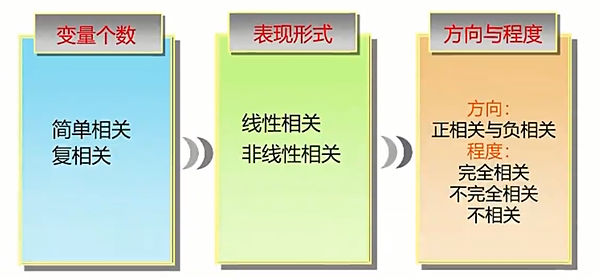 变量个数
简单相关
复相关
表现形式
线性相关
非线性相关
方向与程度
方向：
正相关与负相关
程度：
完全相关
不完全相关
不相关